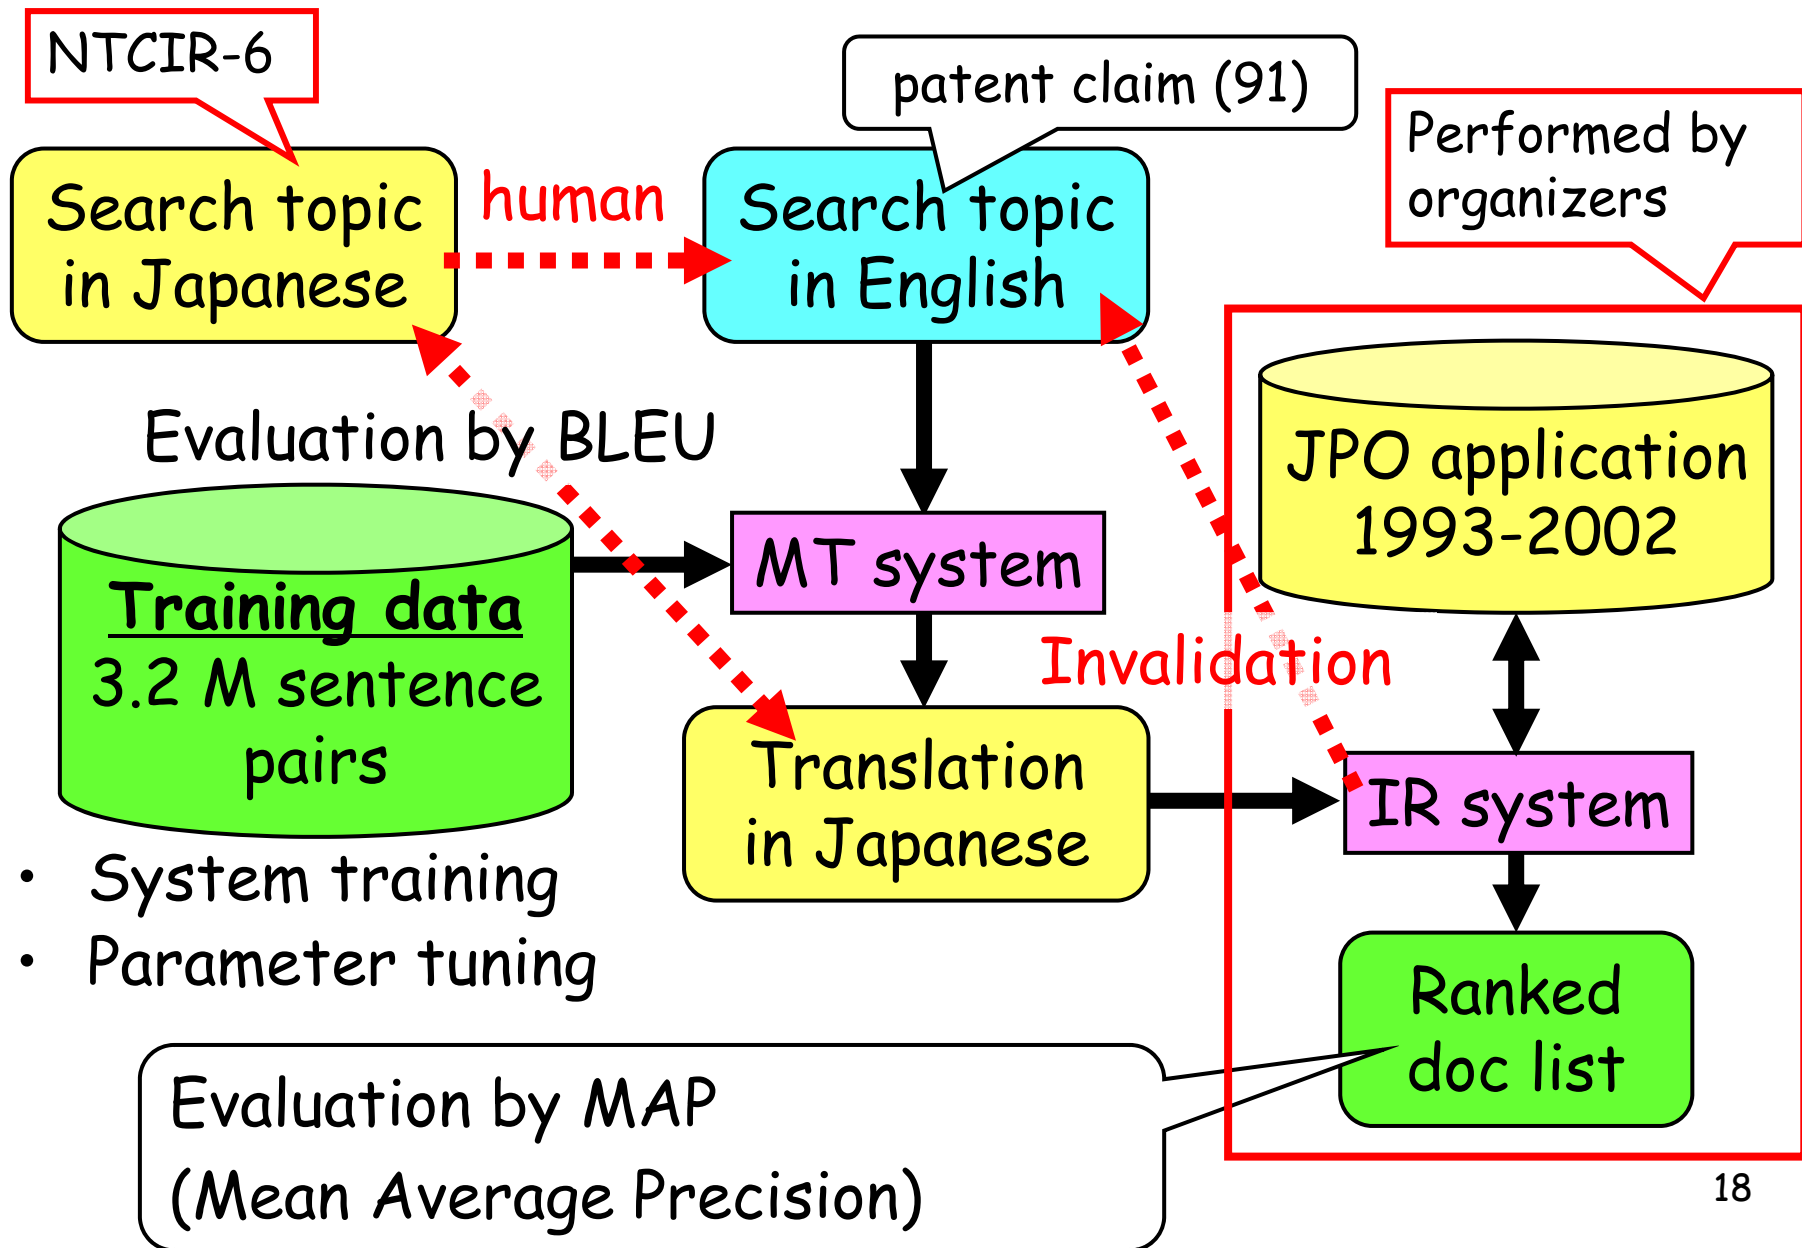 NTCIR-6
patent claim (91)
Performed by
organizers
Search topic
in Japanese
human
Search topic
in English
Evaluation by BLEU
JPO application
1993-2002
MT system
Training data
3.2 M sentence
pairs
Invalidation
Translation
in Japanese
IR system
• System training
• Parameter tuning
Ranked
doc list
Evaluation by MAP
(Mean Average Precision)
18